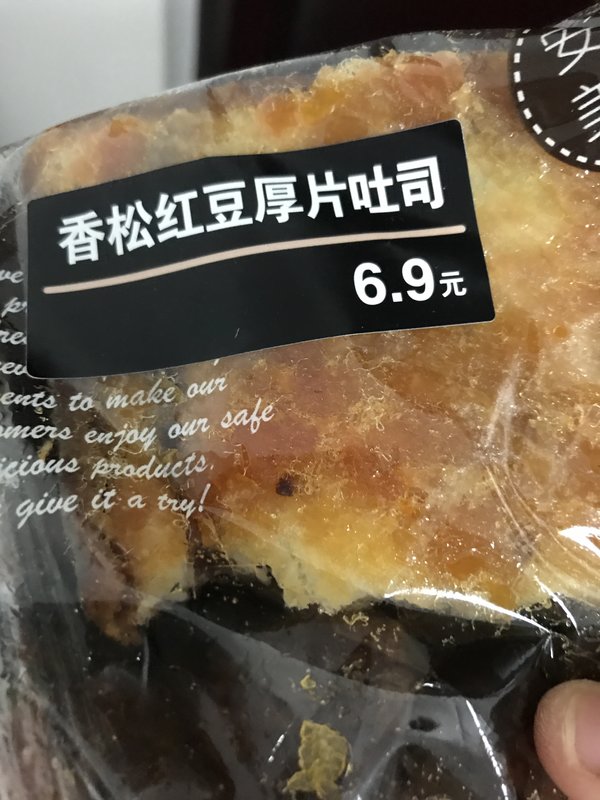 安
香松红豆厚片吐司
6.9元
ents to make our
omers enjoy our safe
icious products.
give it a try!